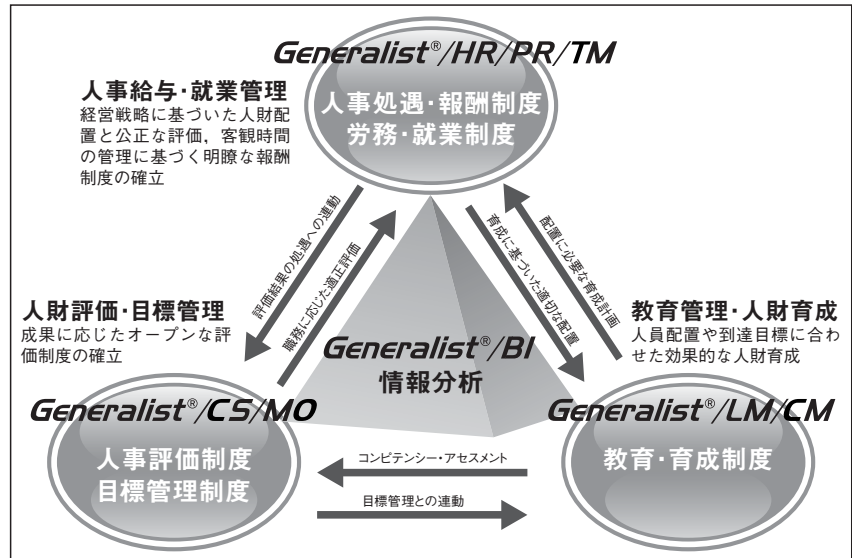 Generalist®/HR/PR/TM
人事給与・就業管理
経営戦略に基づいた人財配
置と公正な評価，客観時間
の管理に基づく明瞭な報酬
制度の確立
人事処遇・報酬制度
労務・就業制度
評価結果の処遇への連動
職務に応じた適正評価
育成に基づいた適切な配置
配置に必要な育成計画
人財評価・目標管理
成果に応じたオープンな評
価制度の確立
教育管理・人財育成
人員配置や到達目標に合わ
せた効果的な人財育成
Generalist®/BI
情報分析
Generalist®/CS/MO
人事評価制度
目標管理制度
Generalist®/LM/CM
教育・育成制度
コンピテンシー・アセスメント
目標管理との連動